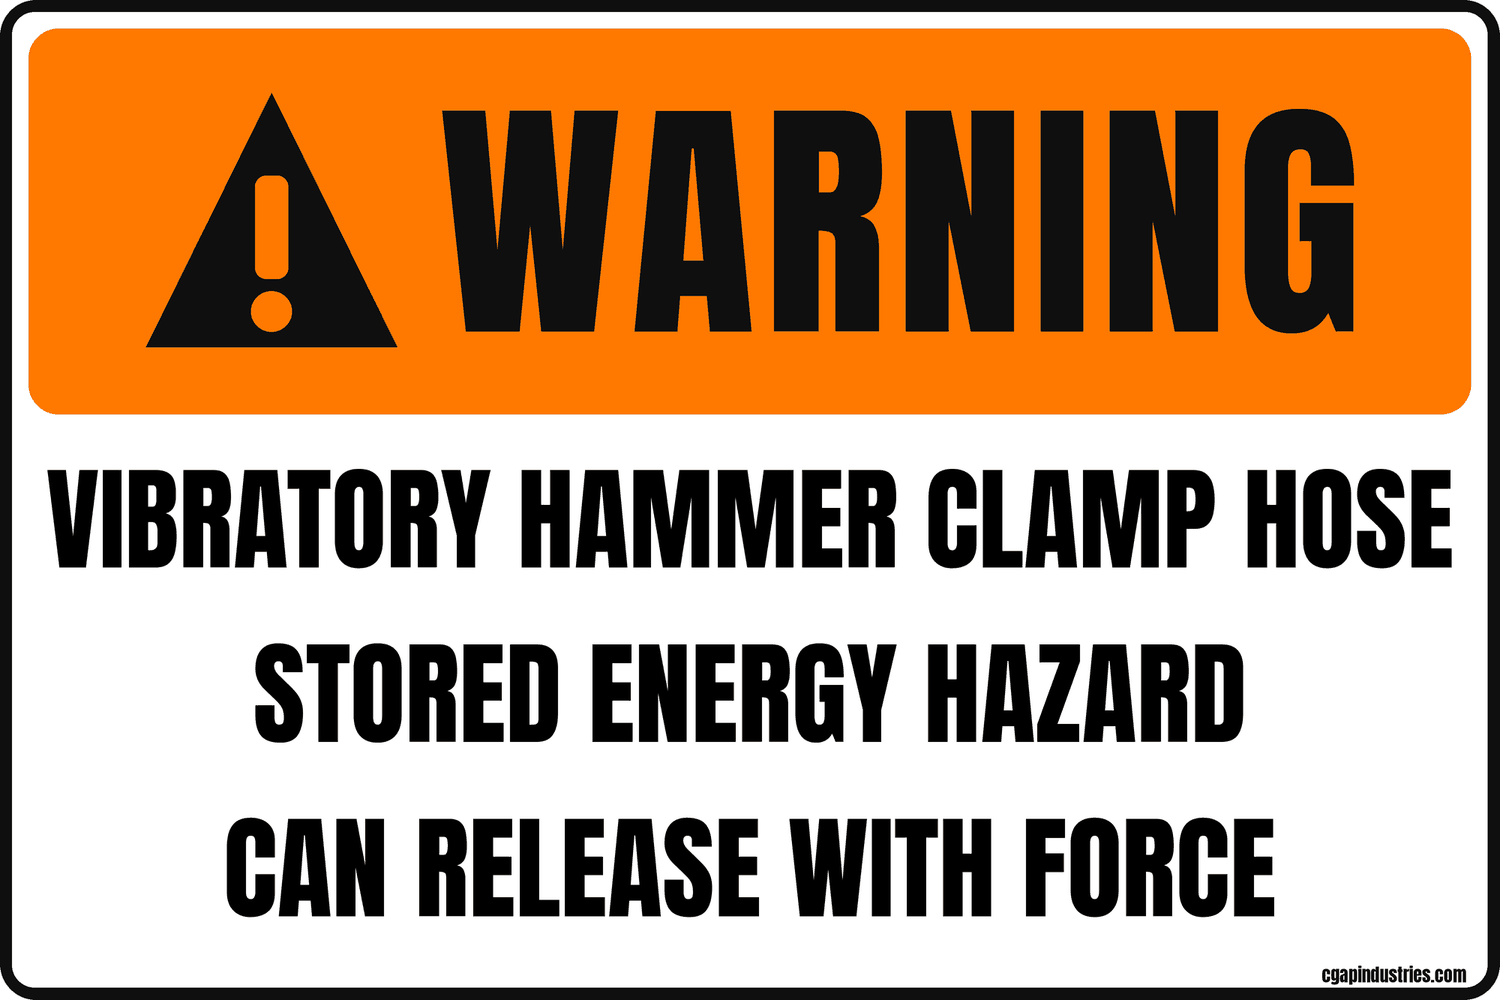 WARNING
VIBRATORY HAMMER CLAMP HOSE
STORED ENERGY HAZARD
CAN RELEASE WITH FORCE
cgapindustries.com